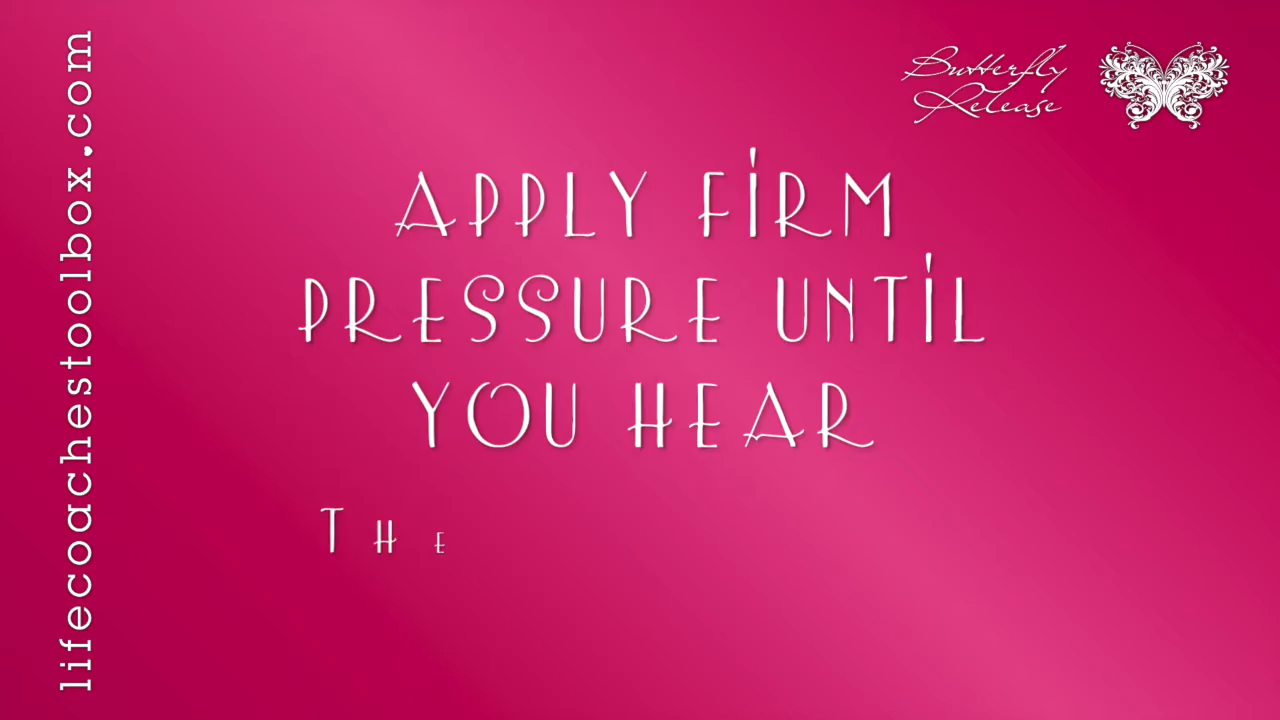 lifecoachestoolbox.com
Butterfly
Release
APPLY FIRM
PRESSURE UNTIL
YOU HEAR
THE